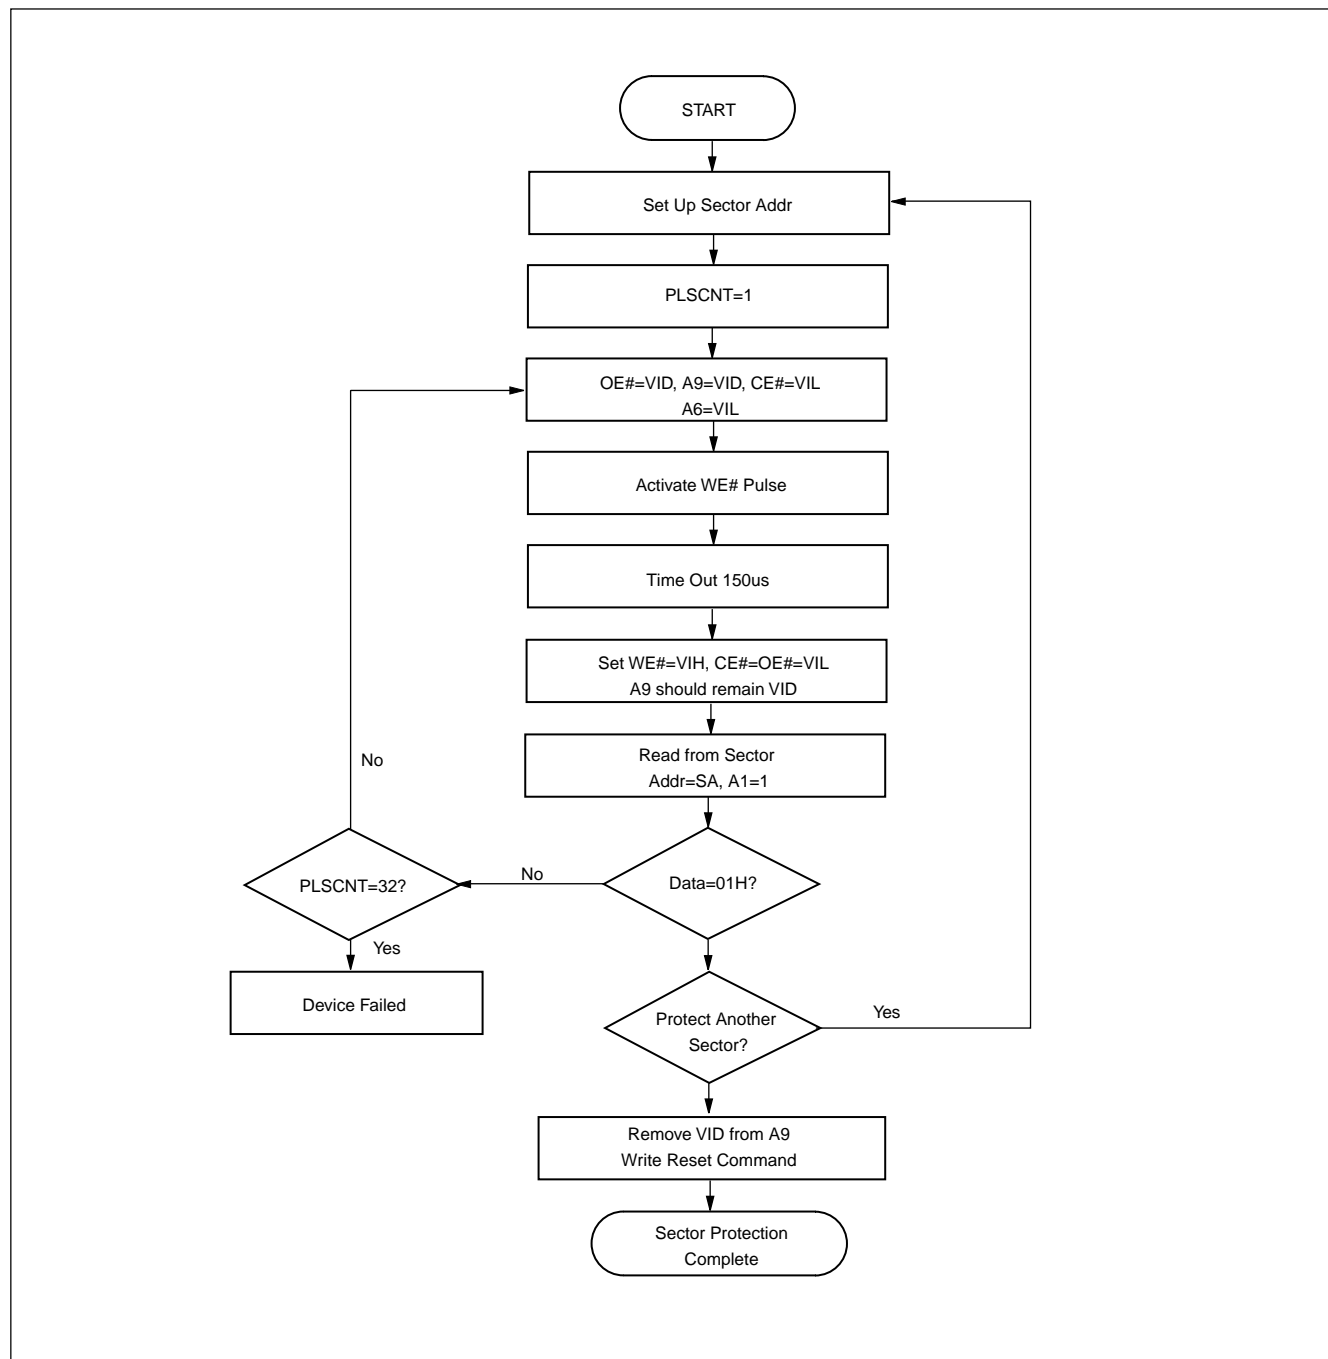 START
Set Up Sector Addr
PLSCNT=1
OE#=VID, A9=VID, CE#=VIL
A6=VIL
Activate WE# Pulse
Time Out 150us
Set WE#=VIH, CE#=OE#=VIL
A9 should remain VID
Read from Sector
Addr=SA, A1=1
No
PLSCNT=32?
No
Data=01H?
Yes
Device Failed
Protect Another
Sector?
Yes
Remove VID from A9
Write Reset Command
Sector Protection
Complete